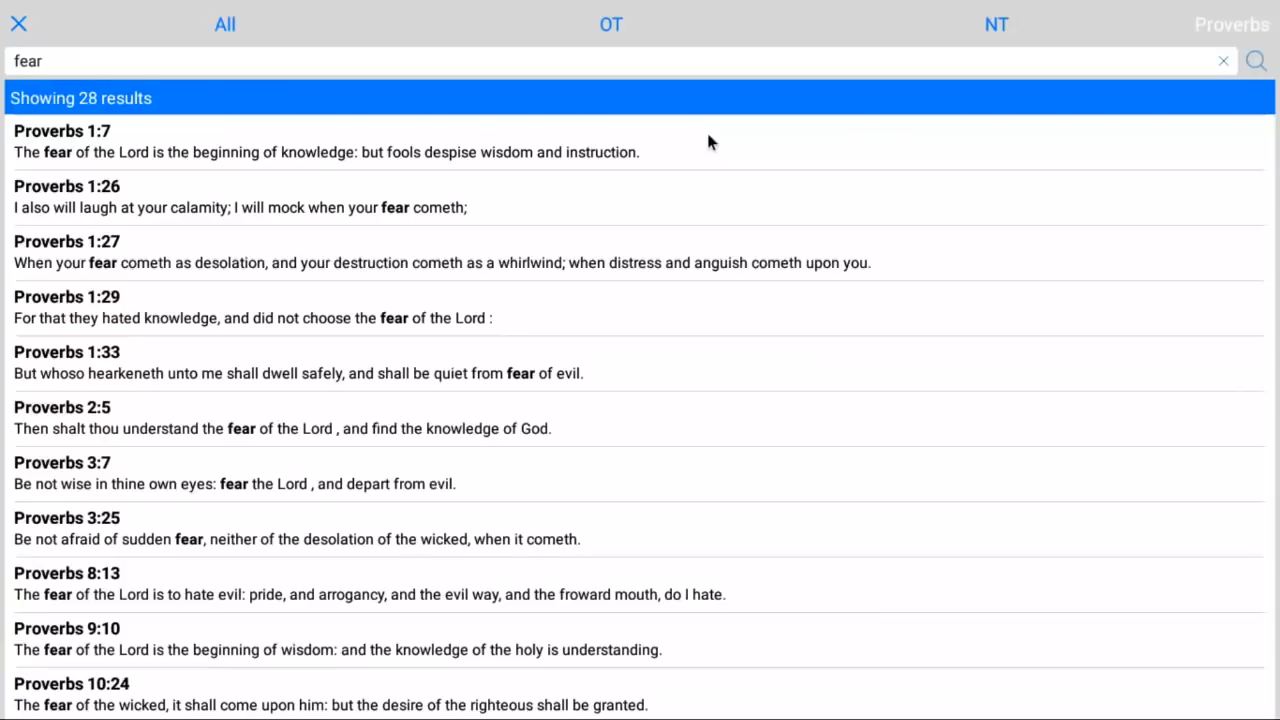 All OT NT Proverbs
fear
Showing 28 results
Proverbs 1:7
The fear of the Lord is the beginning of knowledge: but fools despise wisdom and instruction.
Proverbs 1:26
I also will laugh at your calamity; I will mock when your fear cometh;
Proverbs 1:27
When your fear cometh as desolation, and your destruction cometh as a whirlwind; when distress and anguish cometh upon you.
Proverbs 1:29
For that they hated knowledge, and did not choose the fear of the Lord :
Proverbs 1:33
But whoso hearkeneth unto me shall dwell safely, and shall be quiet from fear of evil.
Proverbs 2:5
Then shalt thou understand the fear of the Lord , and find the knowledge of God.
Proverbs 3:7
Be not wise in thine own eyes: fear the Lord , and depart from evil.
Proverbs 3:25
Be not afraid of sudden fear, neither of the desolation of the wicked, when it cometh.
Proverbs 8:13
The fear of the Lord is to hate evil: pride, and arrogancy, and the evil way, and the froward mouth, do I hate.
Proverbs 9:10
The fear of the Lord is the beginning of wisdom: and the knowledge of the holy is understanding.
Proverbs 10:24
The fear of the wicked, it shall come upon him: but the desire of the righteous shall be granted.